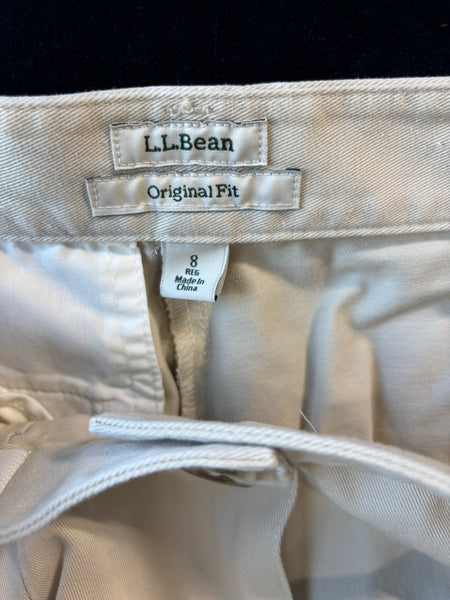 L.L.Bean
Original Fit
8
REG
Made In
China